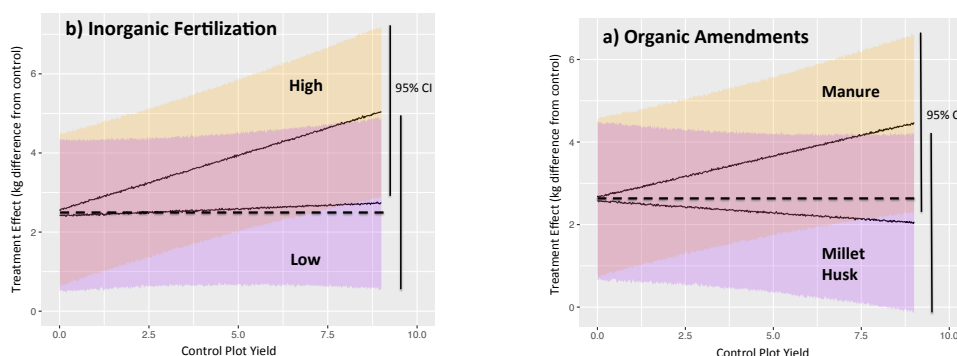 b) Inorganic Fertilization
High
Low
95% CI
Treatment Effect (kg difference from control)
6
4
2
0
0.0
2.5
5.0
7.5
10.0
Control Plot Yield
a) Organic Amendments
Manure
Millet
Husk
95% C
Treatment Effect (kg difference from control)
6
4
2
0
0.0
2.5
5.0
7.5
10.0
Control Plot Yield